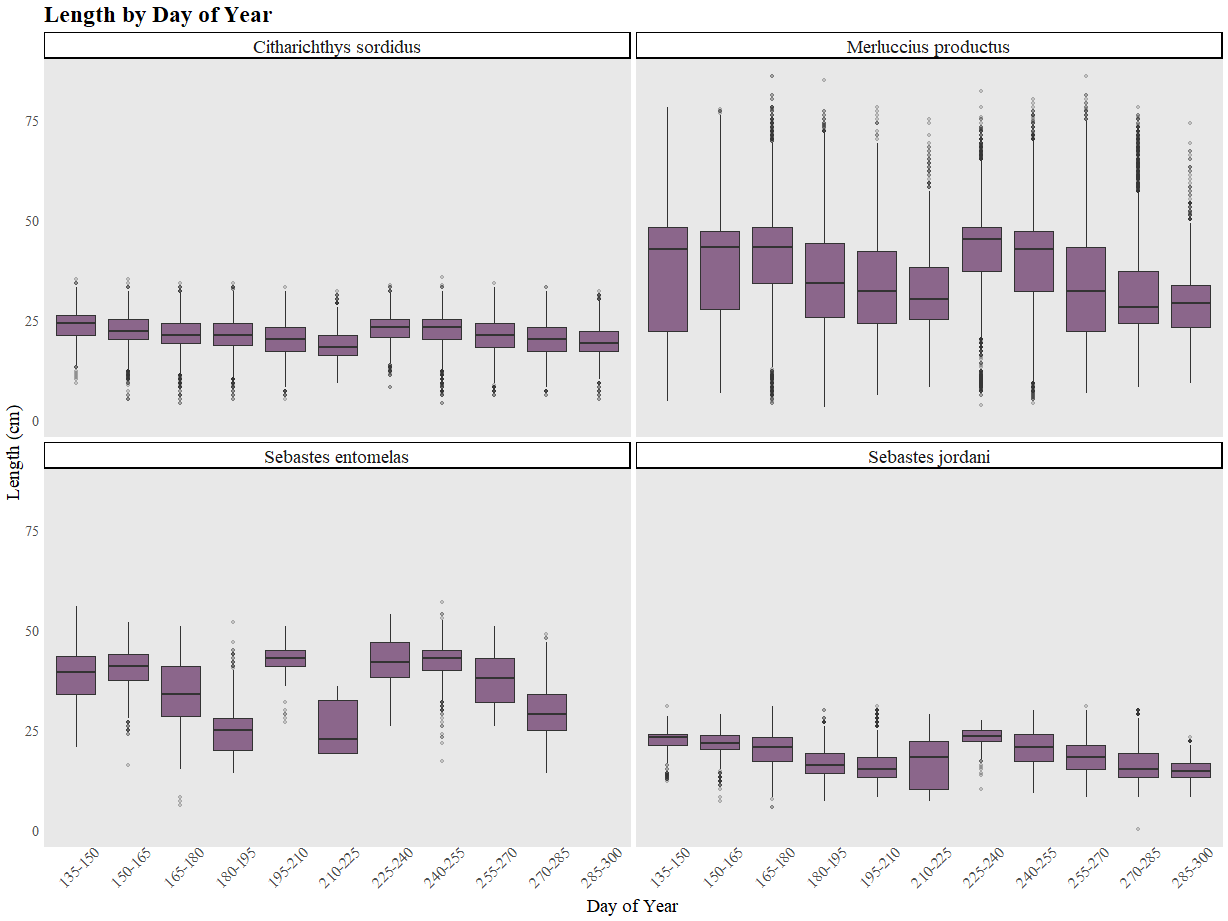 Length by Day of Year
Citharichthys sordidus
Merluccius productus
75
50
25
0
Sebastes entomelas
Sebastes jordani
75
50
25
0
Length (cm)
135-150 150-165 165-180 180-195 195-210 210-225 225-240 240-255 255-270 270-285 285-300
135-150 150-165 165-180 180-195 195-210 210-225 225-240 240-255 255-270 270-285 285-300
Day of Year